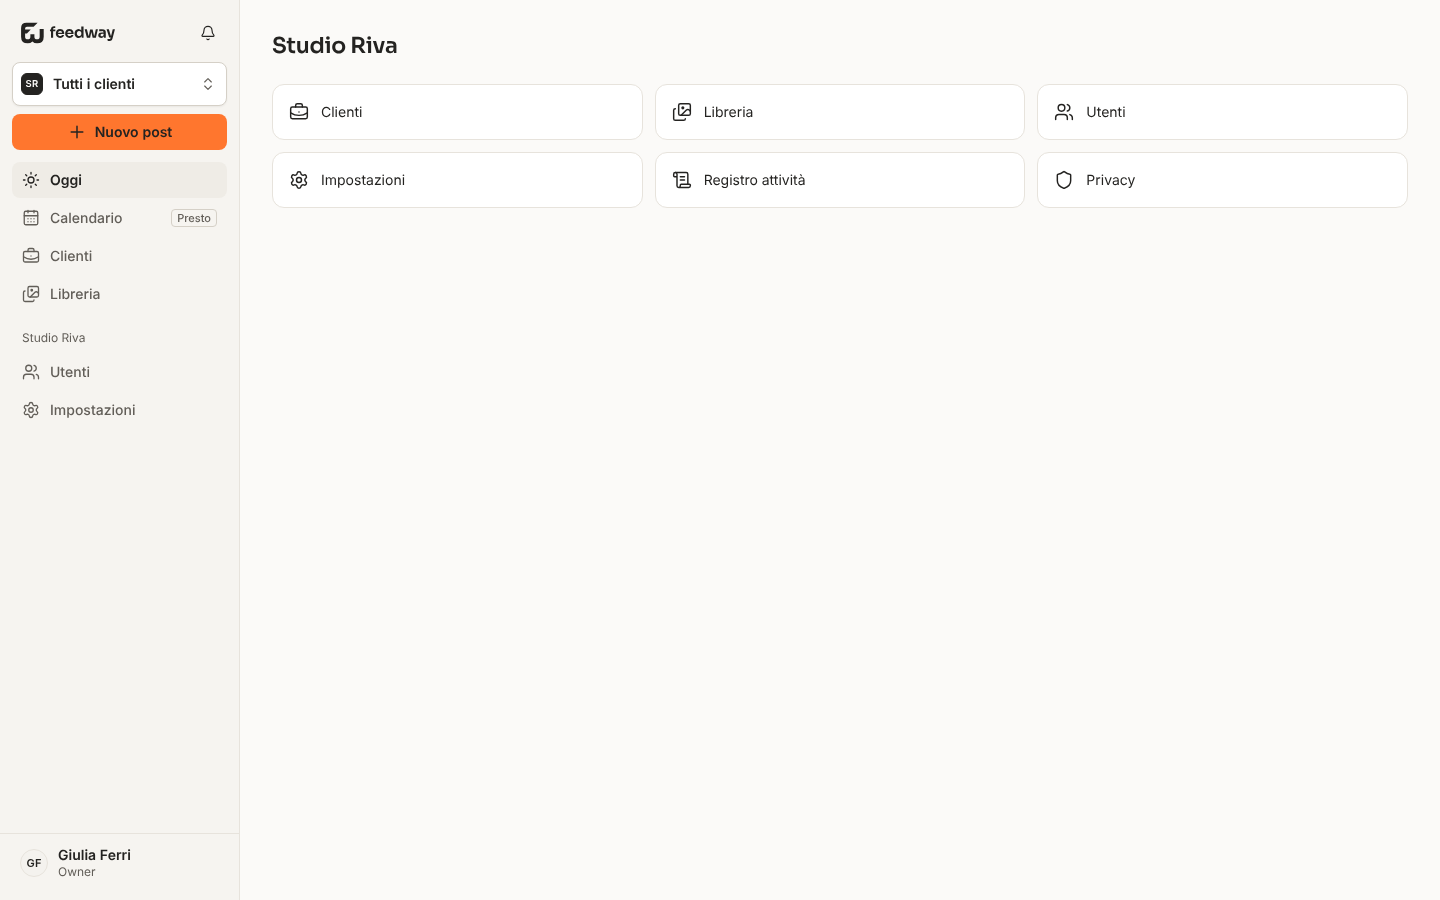 feedway
SR Tutti i clienti
Nuovo post
Oggi
Calendario Presto
Clienti
Libreria
Studio Riva
Utenti
Impostazioni
GF Giulia Ferri
Owner
Studio Riva
Clienti Libreria Utenti
Impostazioni Registro attività Privacy